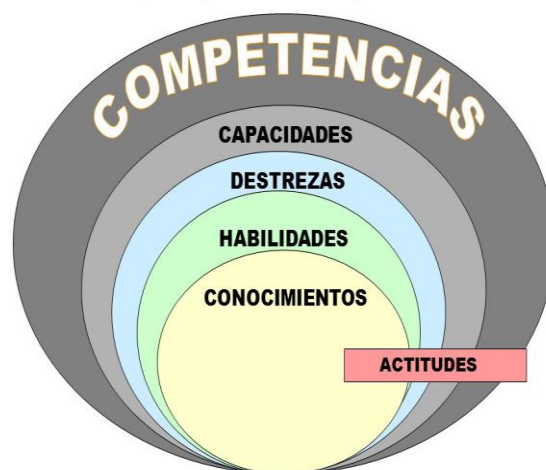 COMPETENCIAS
CAPACIDADES
DESTREZAS
HABILIDADES
CONOCIMIENTOS
ACTITUDES